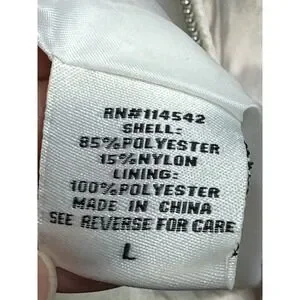 RN#114542
SHELL:
85%POLYESTER
15%NYLON
LINING:
100%POLYESTER
MADE IN CHINA
SEE REVERSE FOR CARE
L